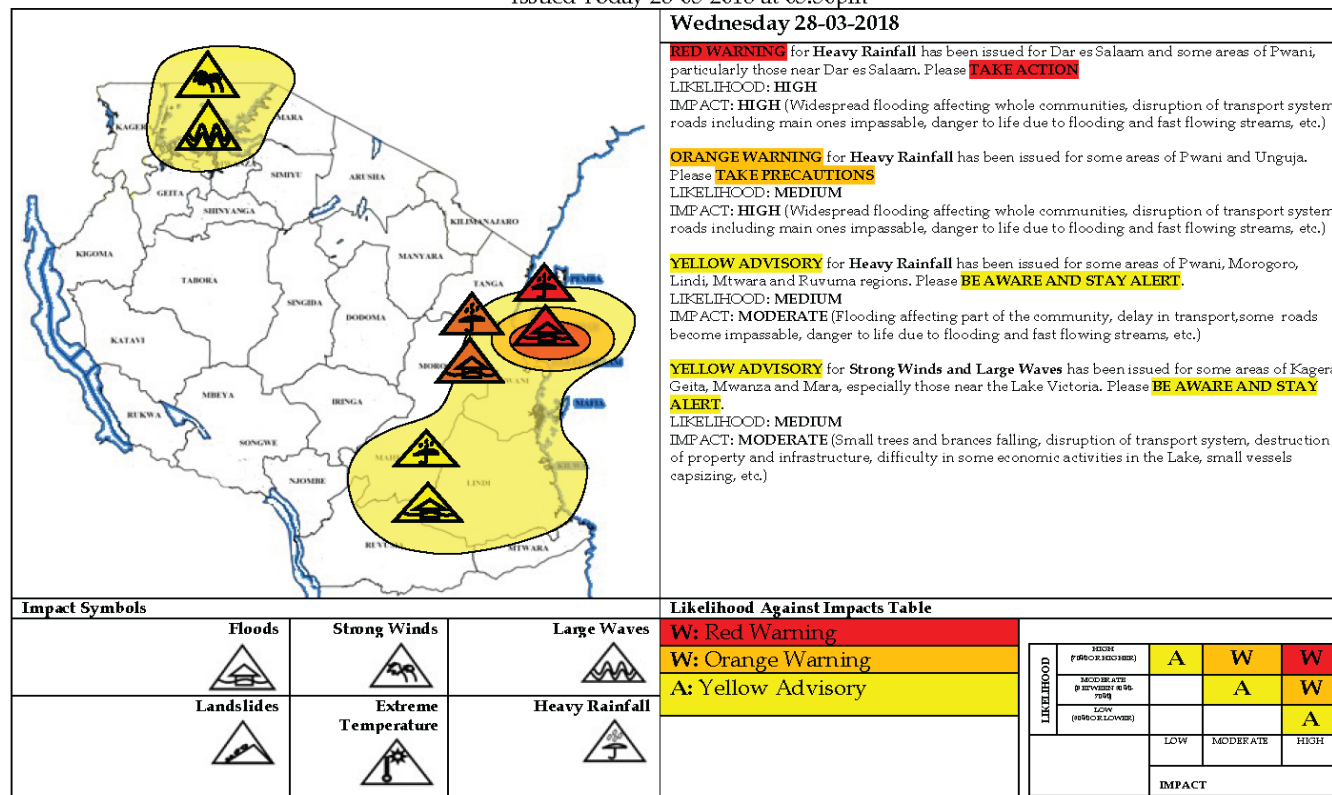 Issued Today 28-03-2018 at 03:30pm
Wednesday 28-03-2018
RED WARNING for Heavy Rainfall has been issued for Dar es Salaam and some areas of Pwani,
particularly those near Dar es Salaam. Please TAKE ACTION
LIKELIHOOD: HIGH
IMPACT: HIGH (Widespread flooding affecting whole communities, disruption of transport system
roads including main ones impassable, danger to life due to flooding and fast flowing streams, etc.)
ORANGE WARNING for Heavy Rainfall has been issued for some areas of Pwani and Unguja.
Please TAKE PRECAUTIONS
LIKELIHOOD: MEDIUM
IMPACT: HIGH (Widespread flooding affecting whole communities, disruption of transport system
roads including main ones impassable, danger to life due to flooding and fast flowing streams, etc.)
YELLOW ADVISORY for Heavy Rainfall has been issued for some areas of Pwani, Morogoro,
Lindi, Mtwara and Ruvuma regions. Please BE AWARE AND STAY ALERT.
LIKELIHOOD: MEDIUM
IMPACT: MODERATE (Flooding affecting part of the community, delay in transport,some roads
become impassable, danger to life due to flooding and fast flowing streams, etc.)
YELLOW ADVISORY for Strong Winds and Large Waves has been issued for some areas of Kagera
Geita, Mwanza and Mara, especially those near the Lake Victoria. Please BE AWARE AND STAY
ALERT.
LIKELIHOOD: MEDIUM
IMPACT: MODERATE (Small trees and brances falling, disruption of transport system, destruction
of property and infrastructure, difficulty in some economic activities in the Lake, small vessels
capsizing, etc.)
KAGERA
MARA
SIMIYU
ARUSHA
GEITA
SHINYANGA
KILIMANJARO
KIGOMA
MANYARA
TABORA
TANGA
PEMBA
SINGIDA
DODOMA
KATAVI
MORO
WANI
MAFIA
MBEYA
IRINGA
RUKWA
SONGWE
LINDI
KILWA
NJOMBE
RUVUMA
MTWARA
Impact Symbols
Floods
Strong Winds
Large Waves
Landslides
Extreme
Temperature
Heavy Rainfall
Likelihood Against Impacts Table
W: Red Warning
W: Orange Warning
A: Yellow Advisory
LIKELIHOOD
HIGH
A W W
MODERATE
A W
LOW
A
LOW MODERATE HIGH
IMPACT